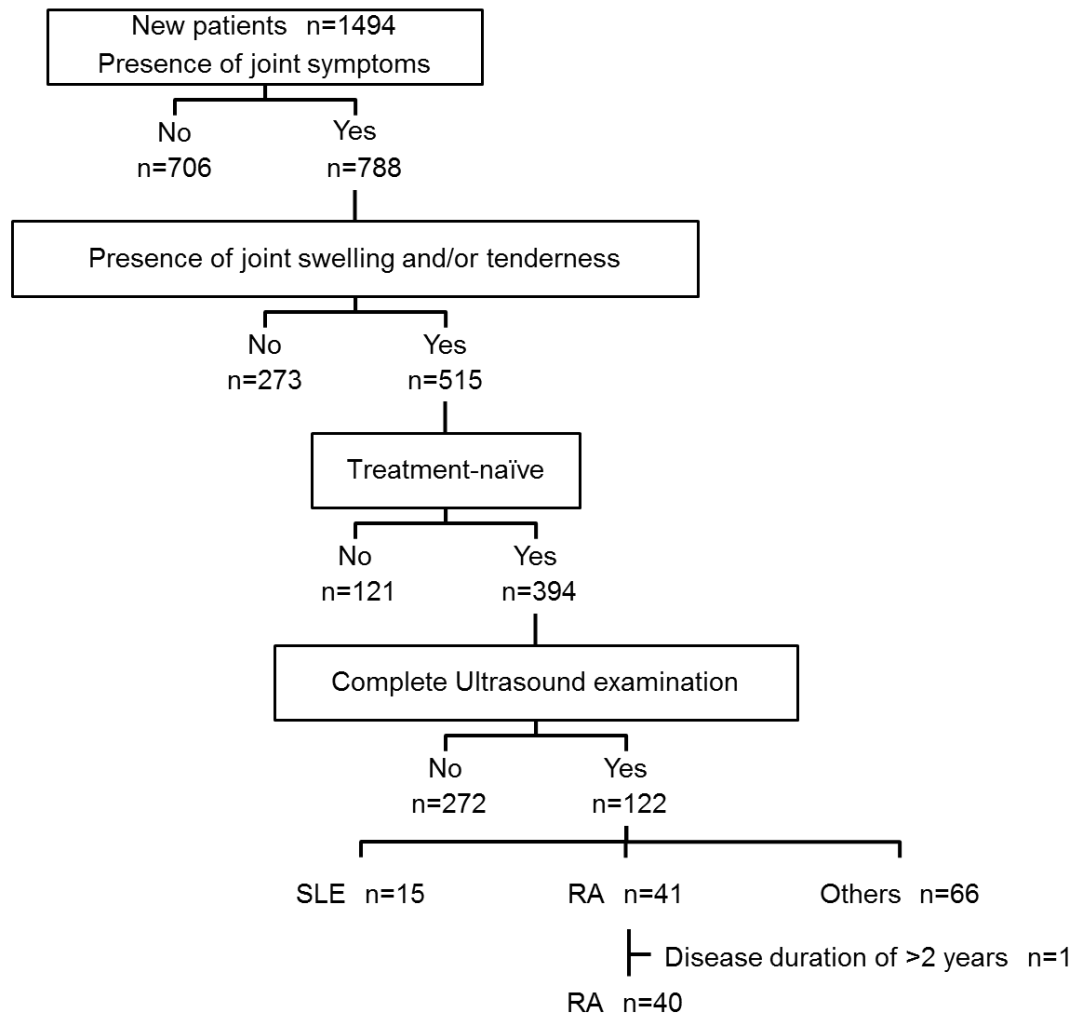 New patients n=1494
Presence of joint symptoms
No Yes
n=706 n=788
Presence of joint swelling and/or tenderness
No Yes
n=273 n=515
Treatment-naïve
No Yes
n=121 n=394
Complete Ultrasound examination
No Yes
n=272 n=122
SLE n=15 RA n=41 Others n=66
Disease duration of >2 years n=1
RA n=40